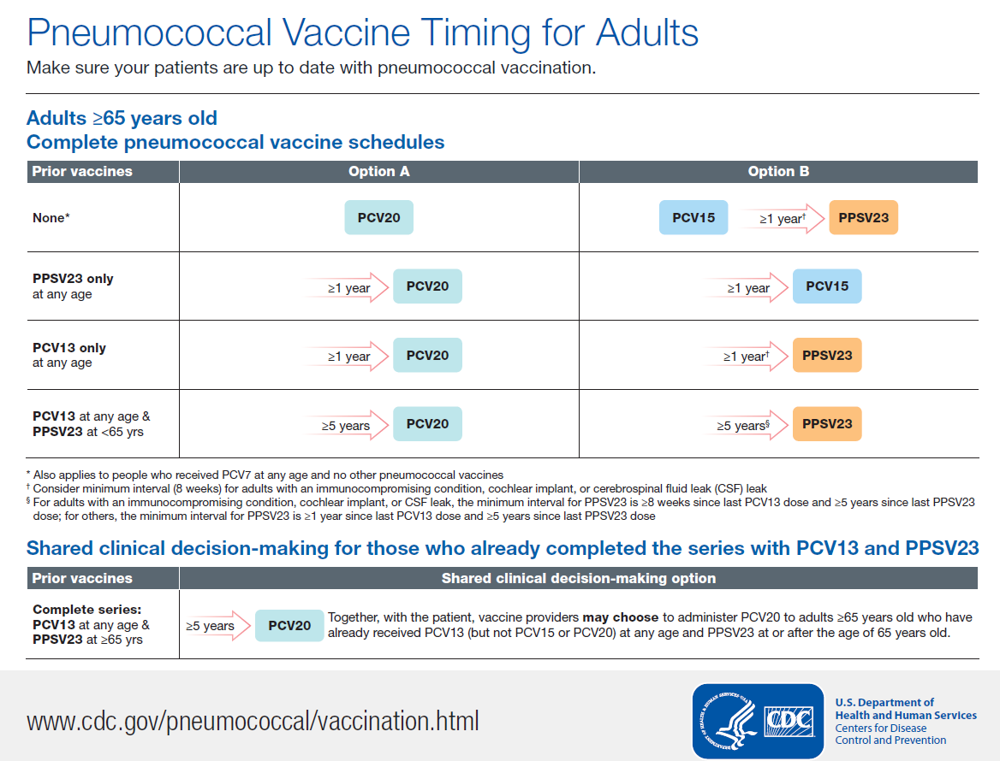 Pneumococcal Vaccine Timing for Adults
Make sure your patients are up to date with pneumococcal vaccination.
Adults ≥65 years old
Complete pneumococcal vaccine schedules
Prior vaccines
Option A
Option B
None*
PCV20
PCV15
≥1 year†
PPSV23
PPSV23 only
at any age
≥1 year
PCV20
≥1 year
PCV15
PCV13 only
at any age
≥1 year
PCV20
≥1 year†
PPSV23
PCV13 at any age &
PPSV23 at <65 yrs
≥5 years
PCV20
≥5 years§
PPSV23
* Also applies to people who received PCV7 at any age and no other pneumococcal vaccines
† Consider minimum interval (8 weeks) for adults with an immunocompromising condition, cochlear implant, or cerebrospinal fluid leak (CSF) leak
§ For adults with an immunocompromising condition, cochlear implant, or CSF leak, the minimum interval for PPSV23 is ≥8 weeks since last PCV13 dose and ≥5 years since last PPSV23
dose; for others, the minimum interval for PPSV23 is ≥1 year since last PCV13 dose and ≥5 years since last PPSV23 dose
Shared clinical decision-making for those who already completed the series with PCV13 and PPSV23
Prior vaccines
Shared clinical decision-making option
Complete series:
PCV13 at any age &
PPSV23 at ≥65 yrs
≥5 years
PCV20
Together, with the patient, vaccine providers may choose to administer PCV20 to adults ≥65 years old who have
already received PCV13 (but not PCV15 or PCV20) at any age and PPSV23 at or after the age of 65 years old.
www.cdc.gov/pneumococcal/vaccination.html
DEPARTMENT OF HEALTH & HUMAN SERVICES·USA
CDC
U.S. Department of
Health and Human Services
Centers for Disease
Control and Prevention